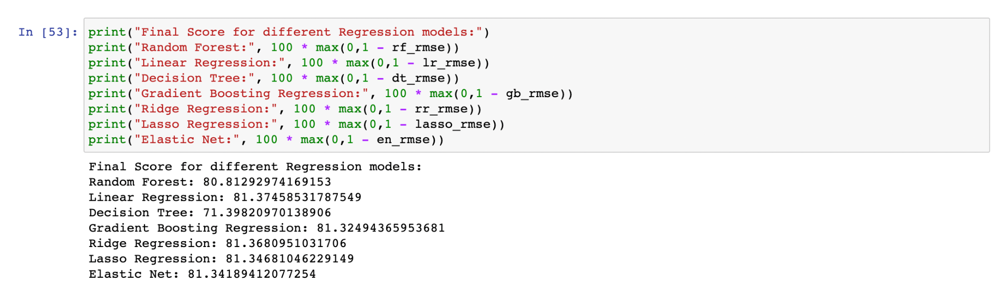 In [53]: print("Final Score for different Regression models:")
print("Random Forest:", 100 * max(0,1 - rf_rmse))
print("Linear Regression:", 100 * max(0,1 - lr_rmse))
print("Decision Tree:", 100 * max(0,1 - dt_rmse))
print("Gradient Boosting Regression:", 100 * max(0,1 - gb_rmse))
print("Ridge Regression:", 100 * max(0,1 - rr_rmse))
print("Lasso Regression:", 100 * max(0,1 - lasso_rmse))
print("Elastic Net:", 100 * max(0,1 - en_rmse))
Final Score for different Regression models:
Random Forest: 80.81292974169153
Linear Regression: 81.37458531787549
Decision Tree: 71.39820970138906
Gradient Boosting Regression: 81.32494365953681
Ridge Regression: 81.3680951031706
Lasso Regression: 81.34681046229149
Elastic Net: 81.34189412077254